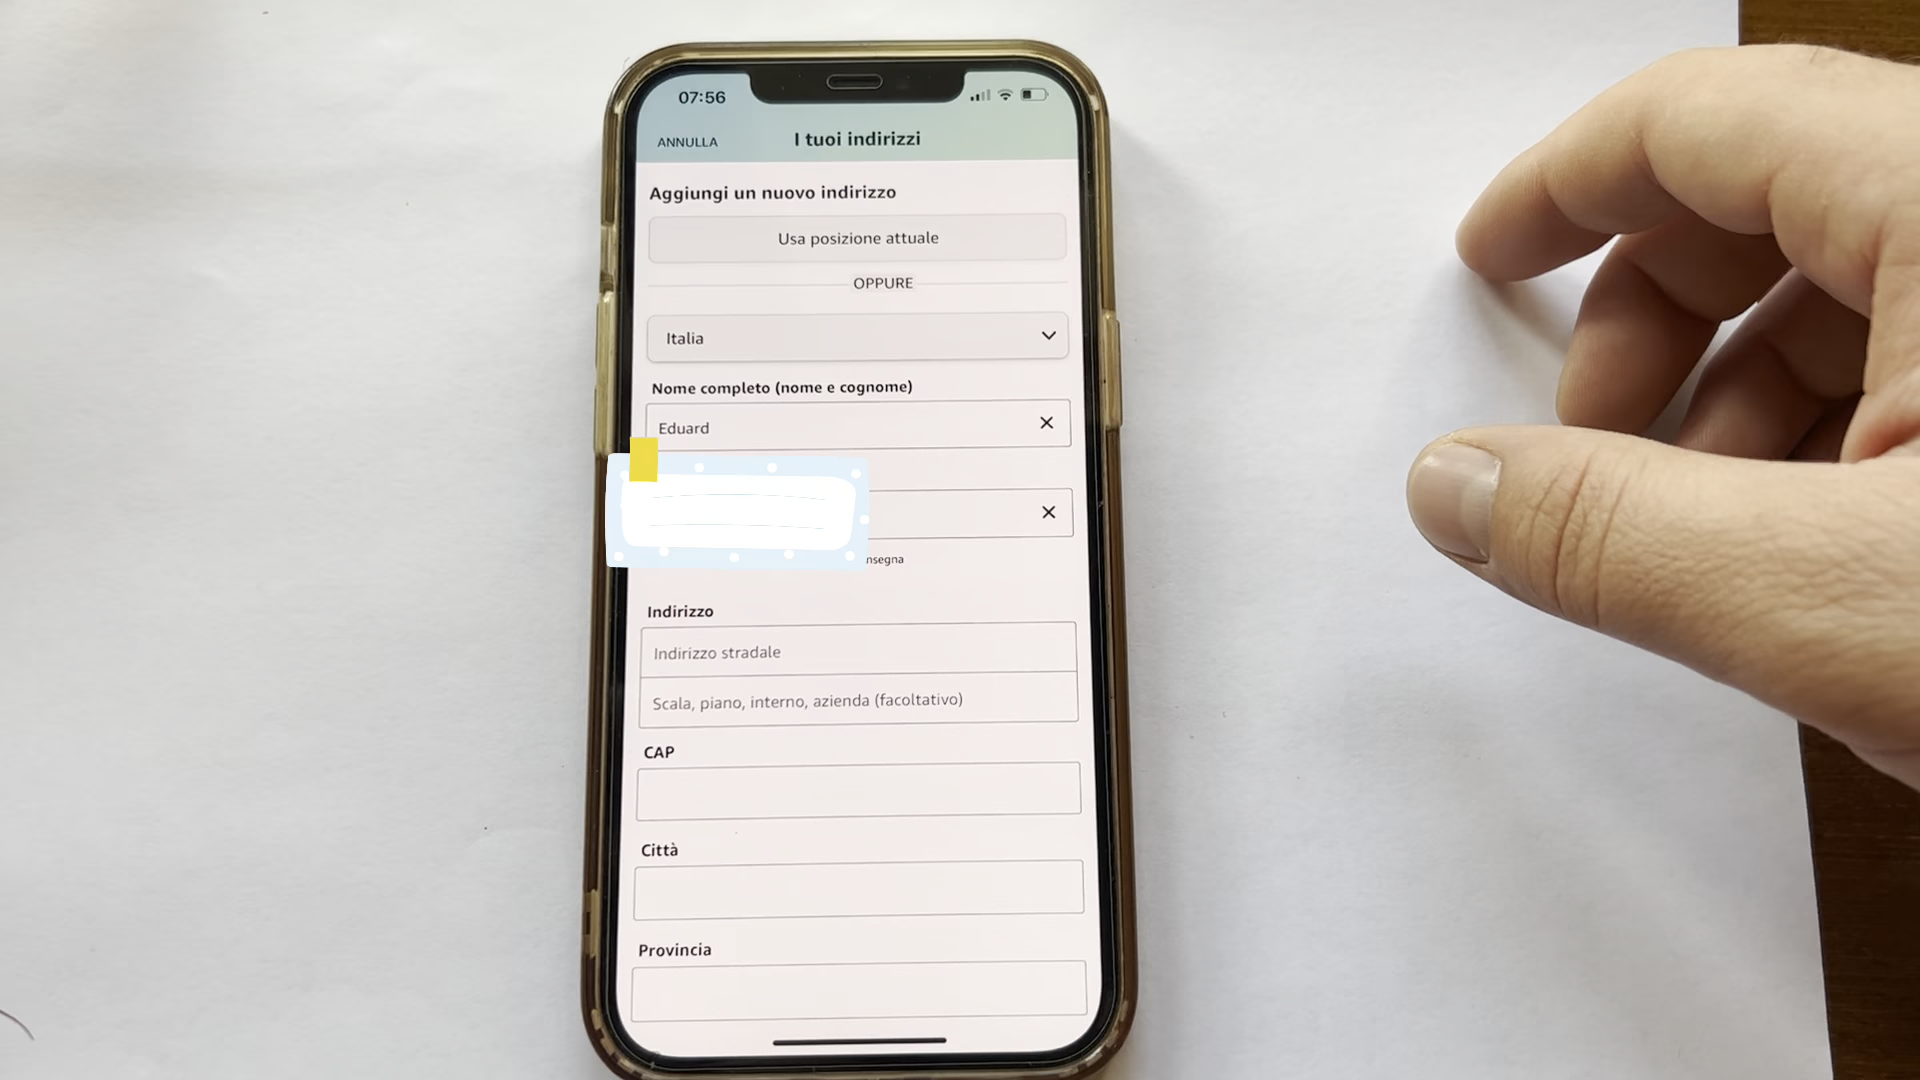 07:56
ANNULLA
I tuoi indirizzi
Aggiungi un nuovo indirizzo
Usa posizione attuale
OPPURE
Italia
Nome completo (nome e cognome)
Eduard
Indirizzo
Indirizzo stradale
Scala, piano, interno, azienda (facoltativo)
CAP
Città
Provincia